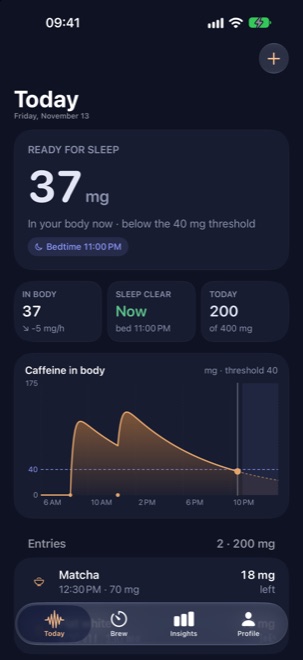 09:41
Today
Friday, November 13
READY FOR SLEEP
37 mg
In your body now · below the 40 mg threshold
Bedtime 11:00 PM
IN BODY
37
↘ -5 mg/h
SLEEP CLEAR
Now
bed 11:00 PM
TODAY
200
of 400 mg
Caffeine in body
mg · threshold 40
175
40
0
6 AM 10 AM 2 PM 6 PM 10 PM
Entries
2 · 200 mg
Matcha
18 mg
12:30 PM · 70 mg
left
Today
Brew
Insights
Profile